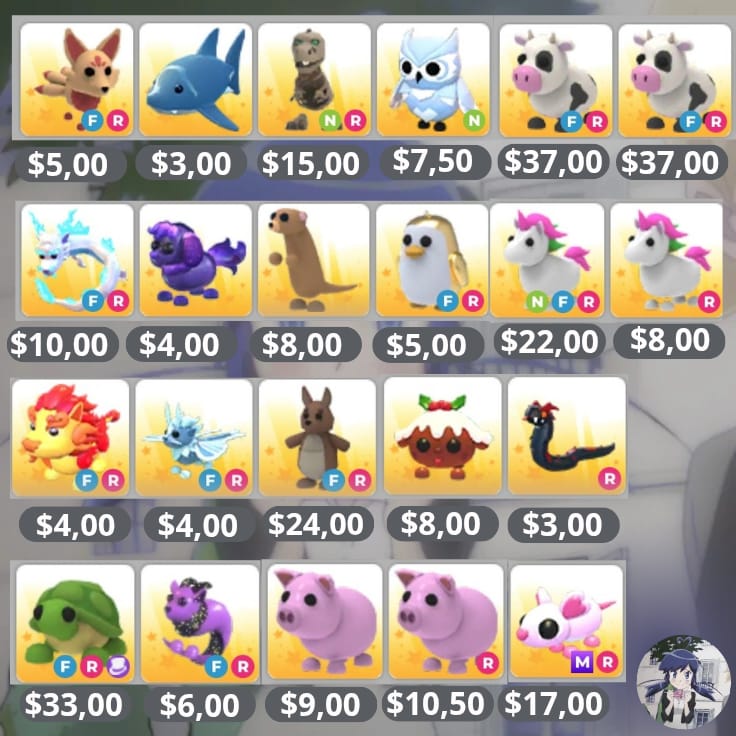 F R N R N F R F R
$5,00 $3,00 $15,00 $7,50 $37,00 $37,00
F R F R N F R R
$10,00 $4,00 $8,00 $5,00 $22,00 $8,00
F R F R F R R
$4,00 $4,00 $24,00 $8,00 $3,00
F R F R R M R
$33,00 $6,00 $9,00 $10,50 $17,00